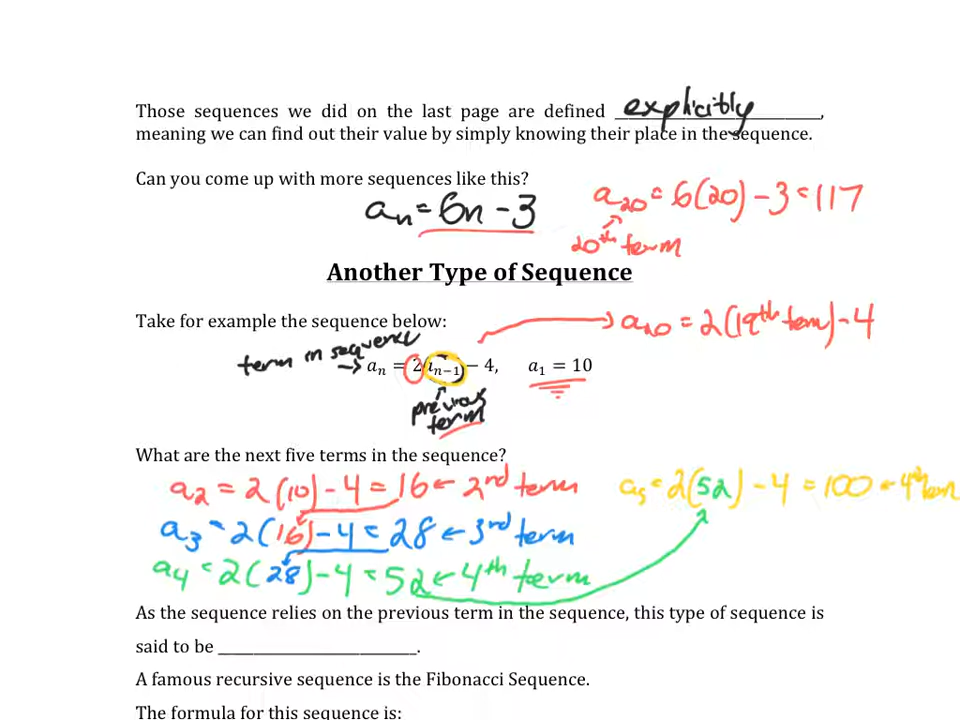 Those sequences we did on the last page are defined explicitly,
meaning we can find out their value by simply knowing their place in the sequence.
Can you come up with more sequences like this?
aₙ = 6n - 3
a₂₀ = 6(20) - 3 = 117
20th term
Another Type of Sequence
Take for example the sequence below:
a₂₀ = 2(19th term) - 4
term in sequence → aₙ = 2(aₙ₋₁) − 4, a₁ = 10
previous
term
What are the next five terms in the sequence?
a₂ = 2(10) - 4 = 16 ← 2nd term
a₅ = 2(52) - 4 = 100 ← 4th term
a₃ = 2(16) - 4 = 28 ← 3rd term
a₄ = 2(28) - 4 = 52 ← 4th term
As the sequence relies on the previous term in the sequence, this type of sequence is
said to be ________________________.
A famous recursive sequence is the Fibonacci Sequence.
The formula for this sequence is: